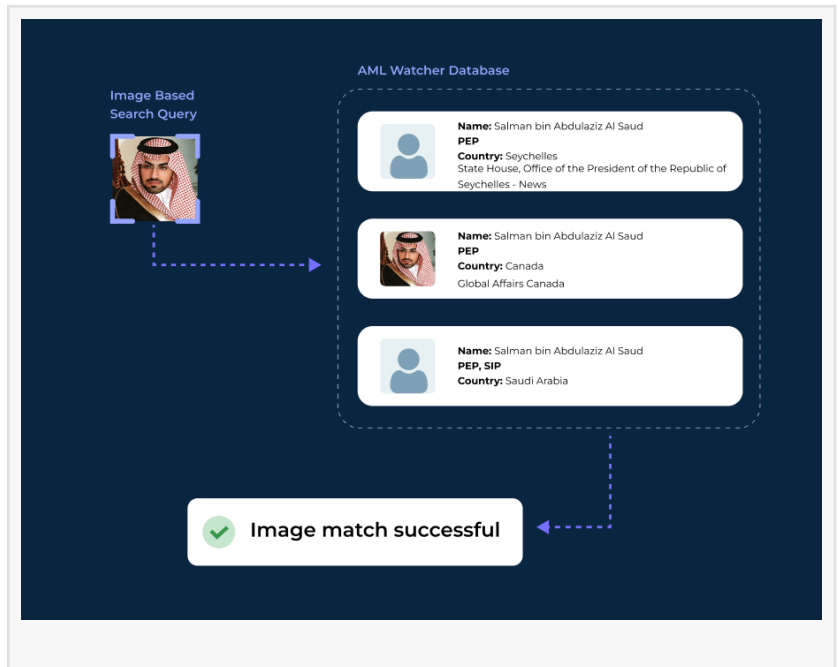 Image Based
Search Query
AML Watcher Database
Name: Salman bin Abdulaziz Al Saud
PEP
Country: Seychelles
State House, Office of the President of the Republic of
Seychelles - News
Name: Salman bin Abdulaziz Al Saud
PEP
Country: Canada
Global Affairs Canada
Name: Salman bin Abdulaziz Al Saud
PEP, SIP
Country: Saudi Arabia
Image match successful